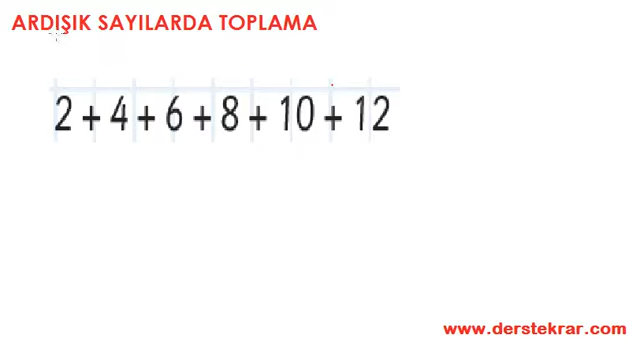 ARDIŞIK SAYILARDA TOPLAMA
2 + 4 + 6 + 8 + 10 + 12
www.derstekrar.com